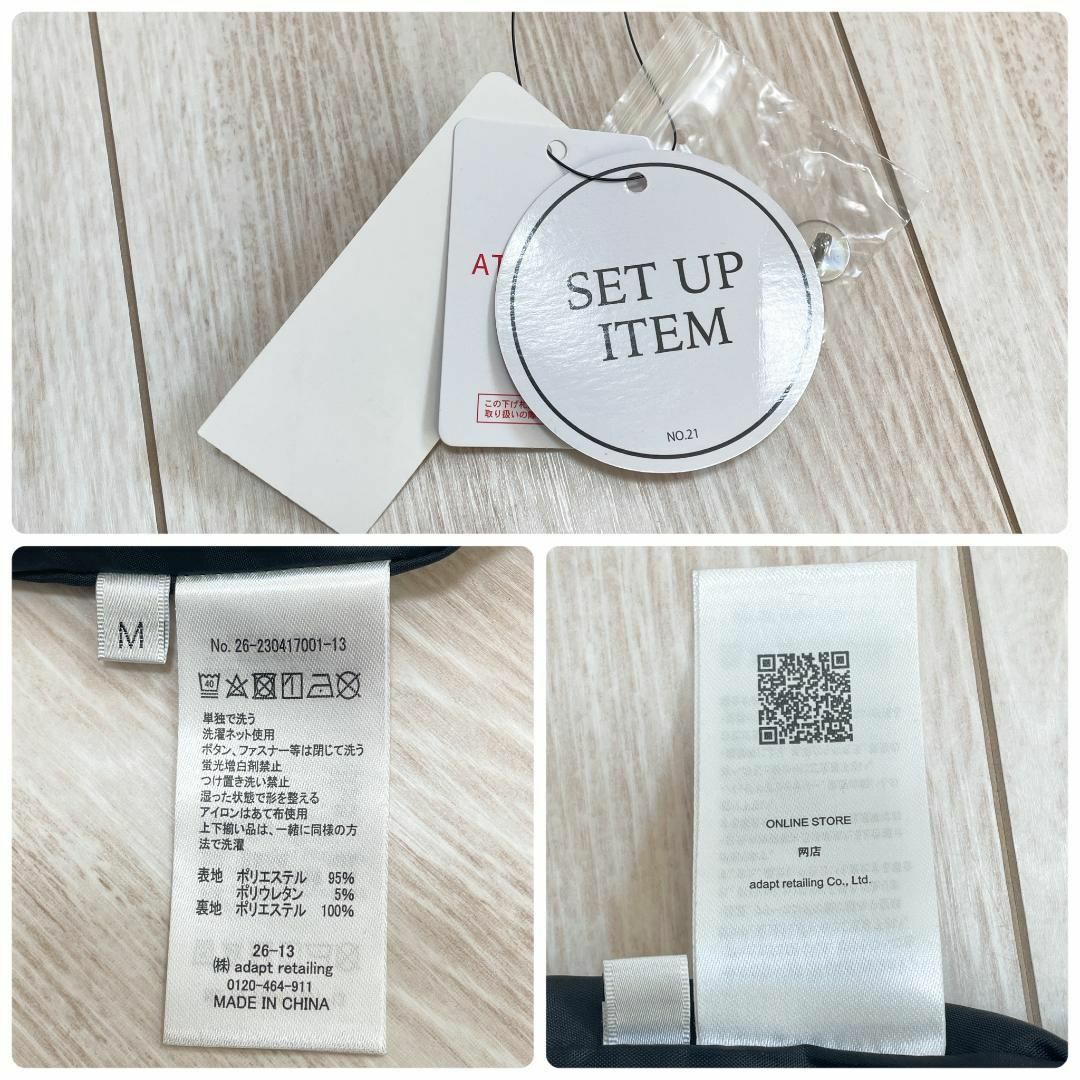 AT
この下げ札
取り扱いの際
SET UP
ITEM
NO.21
M
No. 26-230417001-13
40
単独で洗う
洗濯ネット使用
ボタン、ファスナー等は閉じて洗う
蛍光増白剤禁止
つけ置き洗い禁止
湿った状態で形を整える
アイロンはあて布使用
上下揃い品は、一緒に同様の方
法で洗濯
表地 ポリエステル 95%
ポリウレタン 5%
裏地 ポリエステル 100%
26-13
㈱ adapt retailing
0120-464-911
MADE IN CHINA
ONLINE STORE
网店
adapt retailing Co., Ltd.